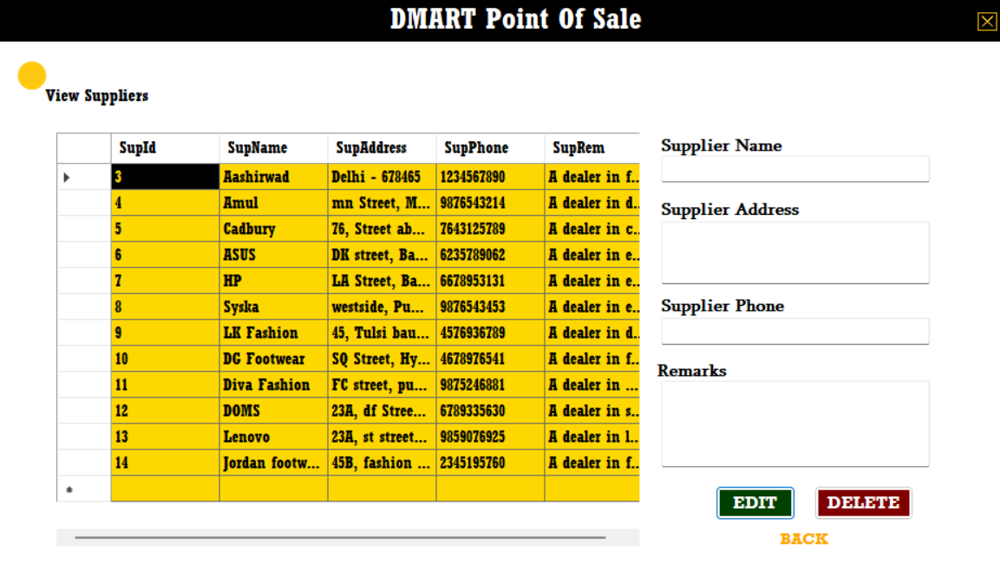 DMART Point Of Sale
View Suppliers
SupId SupName SupAddress SupPhone SupRem
3 Aashirwad Delhi - 678465 1234567890 A dealer in f...
4 Amul mn Street, M... 9876543214 A dealer in d...
5 Cadbury 76, Street ab... 7643125789 A dealer in c...
6 ASUS DK street, Ba... 6235789062 A dealer in e...
7 HP LA Street, Ba... 6678953131 A dealer in e...
8 Syska westside, Pu... 9876543453 A dealer in e...
9 LK Fashion 45, Tulsi bau... 4576936789 A dealer in d...
10 DG Footwear SQ Street, Hy... 4678976541 A dealer in f...
11 Diva Fashion FC street, pu... 9875246881 A dealer in ...
12 DOMS 23A, df Stree... 6789335630 A dealer in s...
13 Lenovo 23A, st street... 9859076925 A dealer in l...
14 Jordan footw... 45B, fashion ... 2345195760 A dealer in f...
Supplier Name
Supplier Address
Supplier Phone
Remarks
EDIT DELETE
BACK